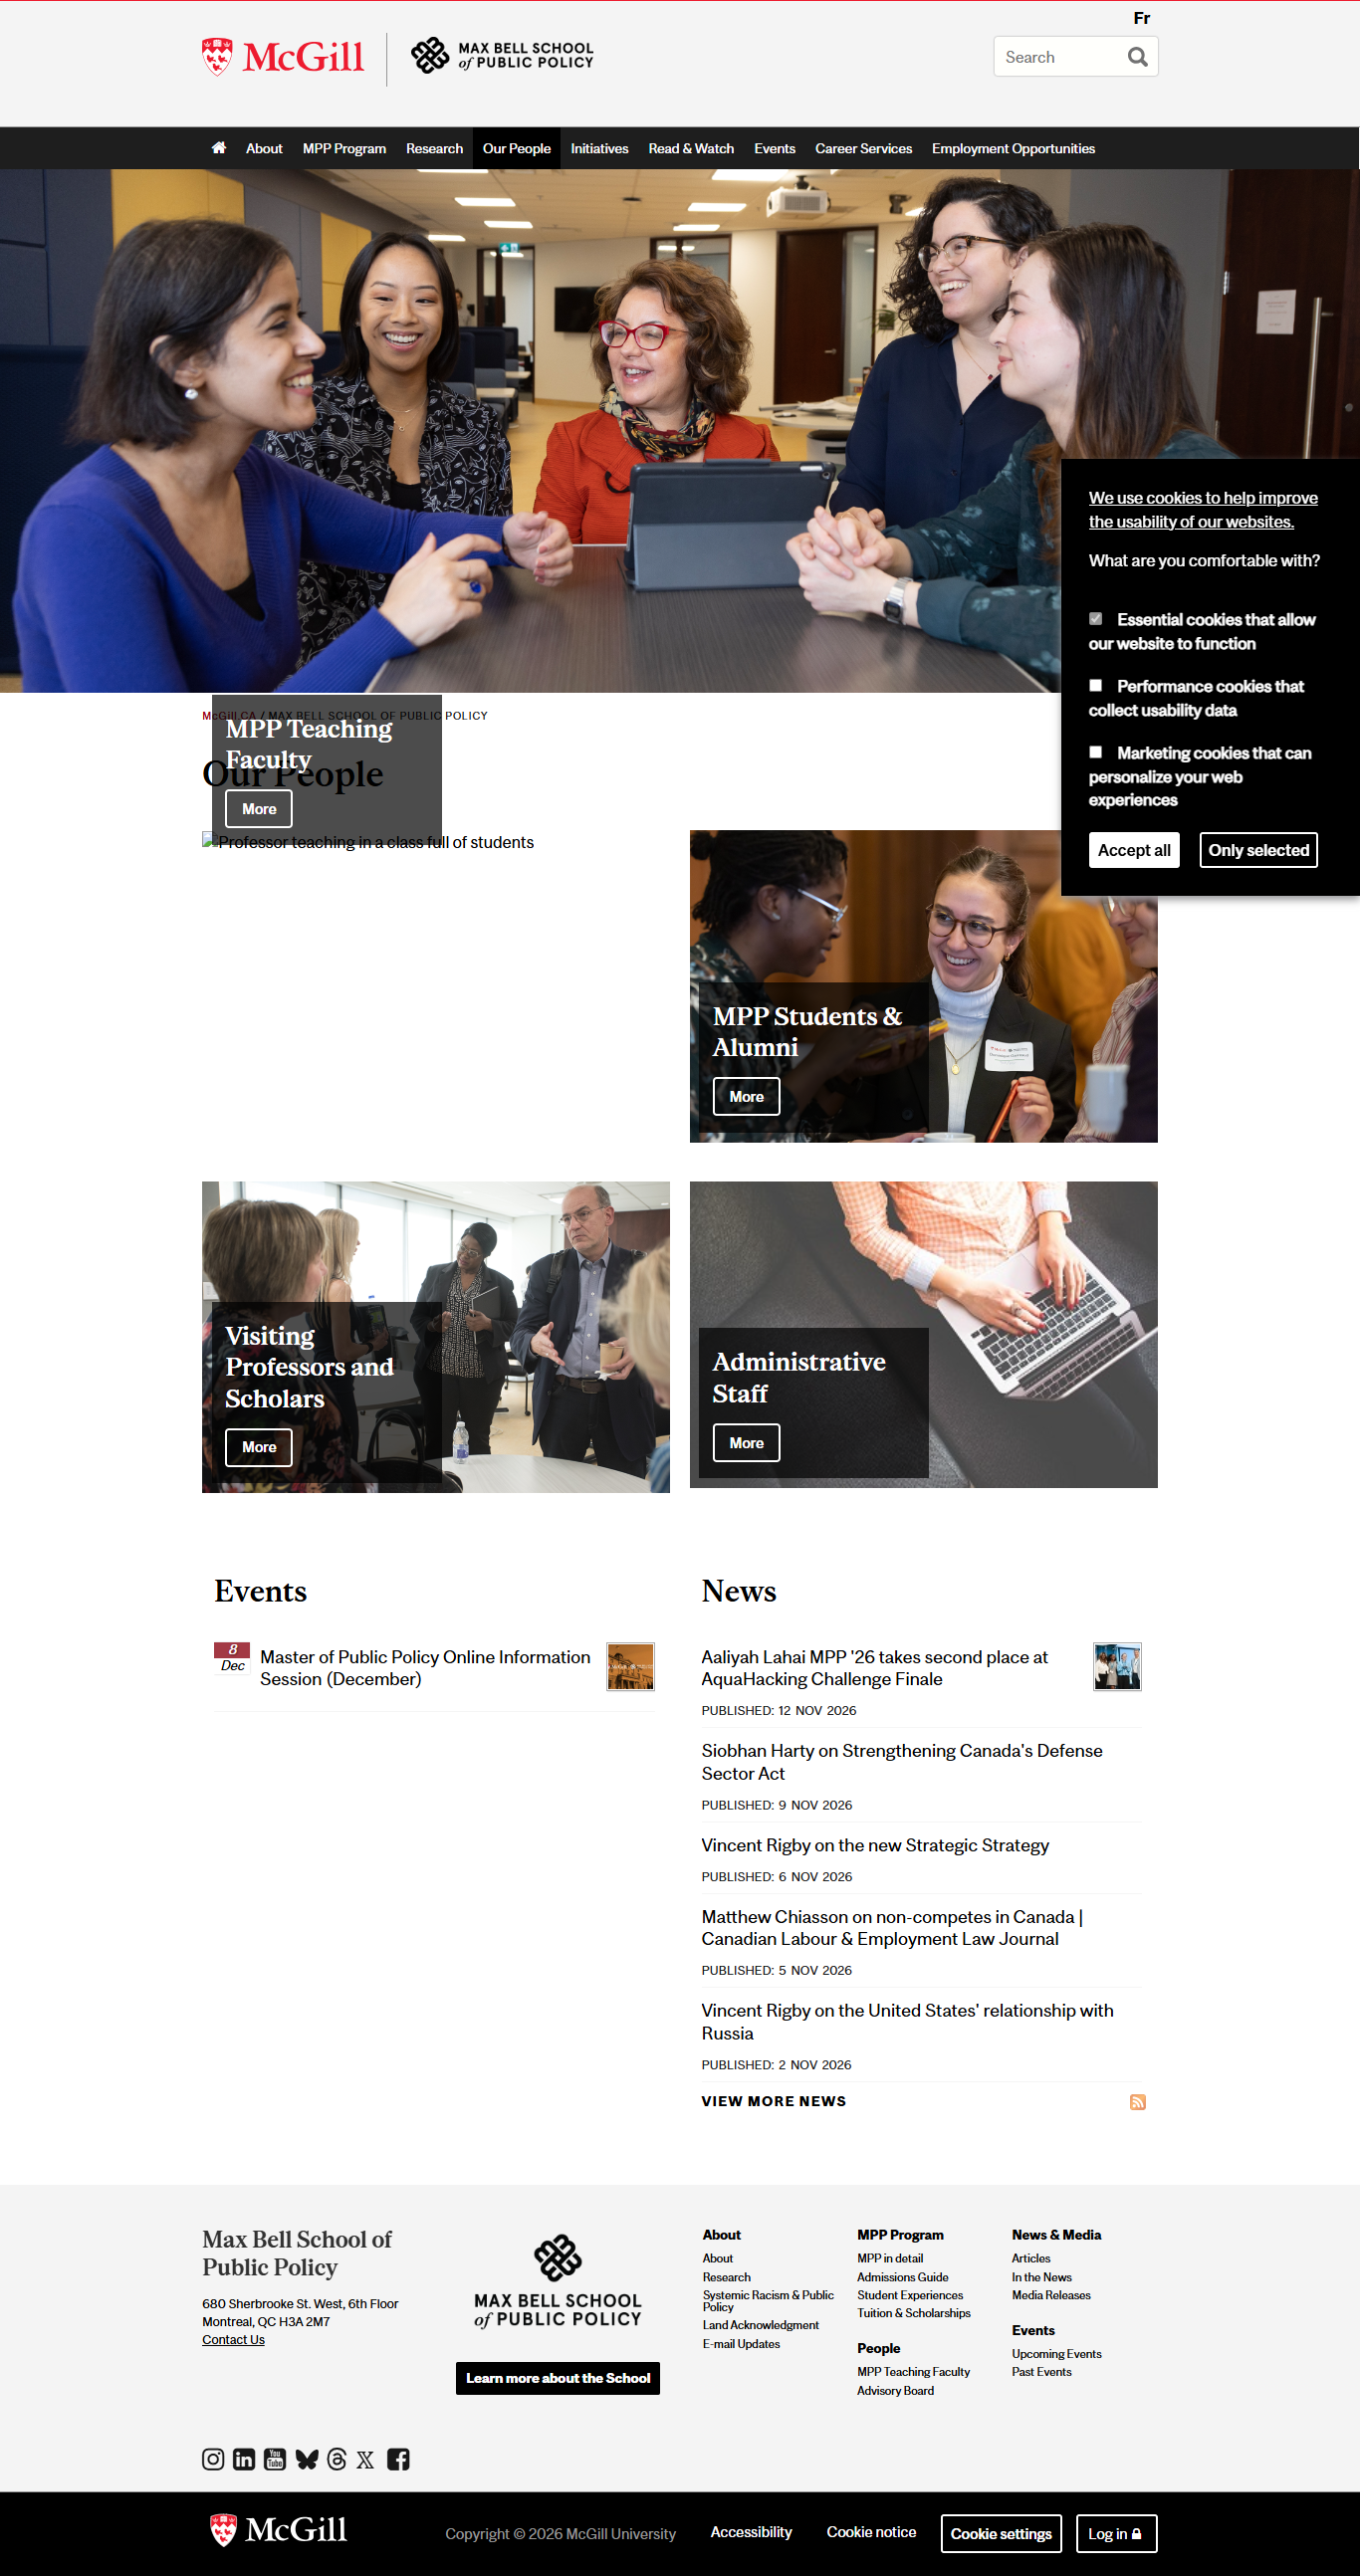 Fr
McGill
MAX BELL SCHOOL
of PUBLIC POLICY
Search
About
MPP Program
Research
Our People
Initiatives
Read & Watch
Events
Career Services
Employment Opportunities
We use cookies to help improve
the usability of our websites.
What are you comfortable with?
Essential cookies that allow
our website to function
Performance cookies that
collect usability data
Marketing cookies that can
personalize your web
experiences
Accept all
Only selected
McGill.CA / MAX BELL SCHOOL OF PUBLIC POLICY
Our People
MPP Teaching
Faculty
More
Professor teaching in a class full of students
MPP Students &
Alumni
More
Visiting
Professors and
Scholars
More
Administrative
Staff
More
Events
8
Dec
Master of Public Policy Online Information
Session (December)
News
Aaliyah Lahai MPP '26 takes second place at
AquaHacking Challenge Finale
PUBLISHED: 12 NOV 2026
Siobhan Harty on Strengthening Canada's Defense
Sector Act
PUBLISHED: 9 NOV 2026
Vincent Rigby on the new Strategic Strategy
PUBLISHED: 6 NOV 2026
Matthew Chiasson on non-competes in Canada |
Canadian Labour & Employment Law Journal
PUBLISHED: 5 NOV 2026
Vincent Rigby on the United States' relationship with
Russia
PUBLISHED: 2 NOV 2026
VIEW MORE NEWS
Max Bell School of
Public Policy
680 Sherbrooke St. West, 6th Floor
Montreal, QC H3A 2M7
Contact Us
MAX BELL SCHOOL
of PUBLIC POLICY
Learn more about the School
About
About
Research
Systemic Racism & Public
Policy
Land Acknowledgment
E-mail Updates
MPP Program
MPP in detail
Admissions Guide
Student Experiences
Tuition & Scholarships
People
MPP Teaching Faculty
Advisory Board
News & Media
Articles
In the News
Media Releases
Events
Upcoming Events
Past Events
McGill
Copyright © 2026 McGill University
Accessibility
Cookie notice
Cookie settings
Log in